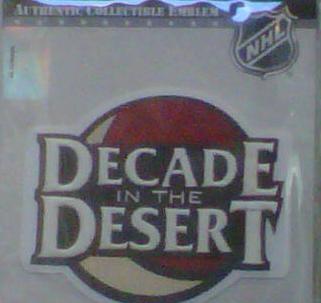 AUTHENTIC COLLECTIBLE EMBLEM
NHL
DECADE
IN THE
DESERT